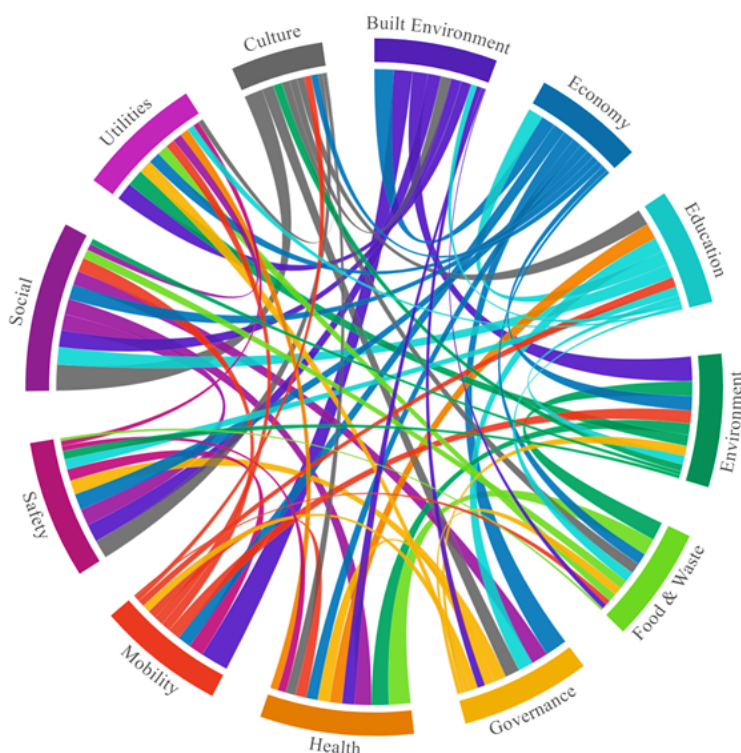 Built Environment
Economy
Education
Environment
Food & Waste
Governance
Health
Mobility
Safety
Social
Utilities
Culture